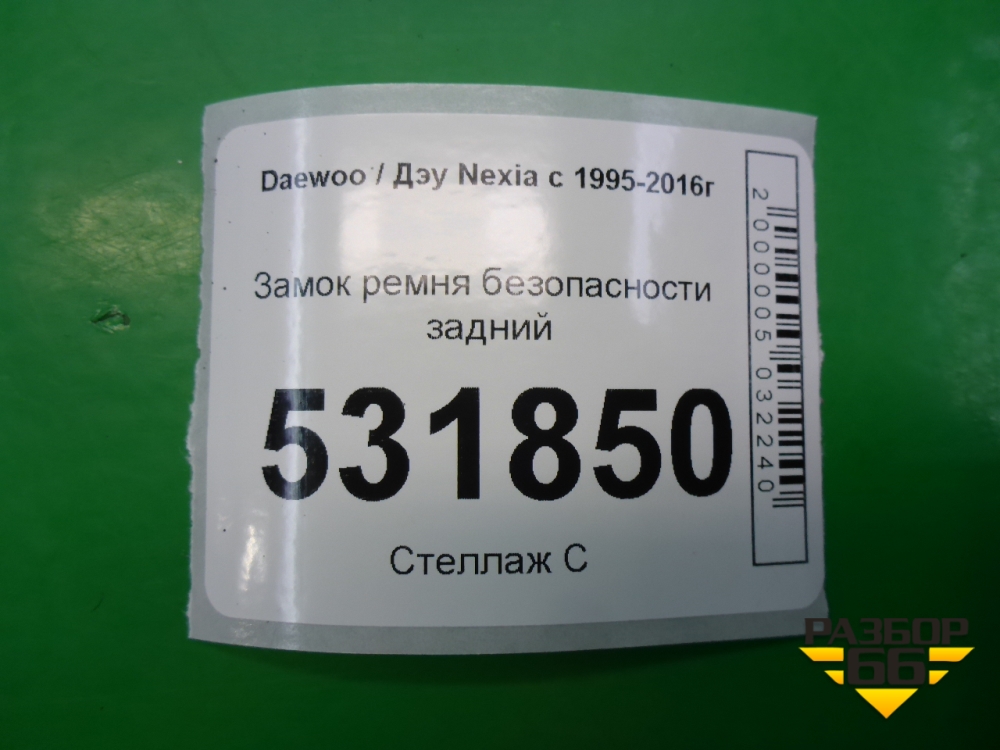 Daewoo / Дэу Nexia с 1995-2016г
Замок ремня безопасности
задний
531850
Стеллаж С
2000005032240
РАЗБОР
66